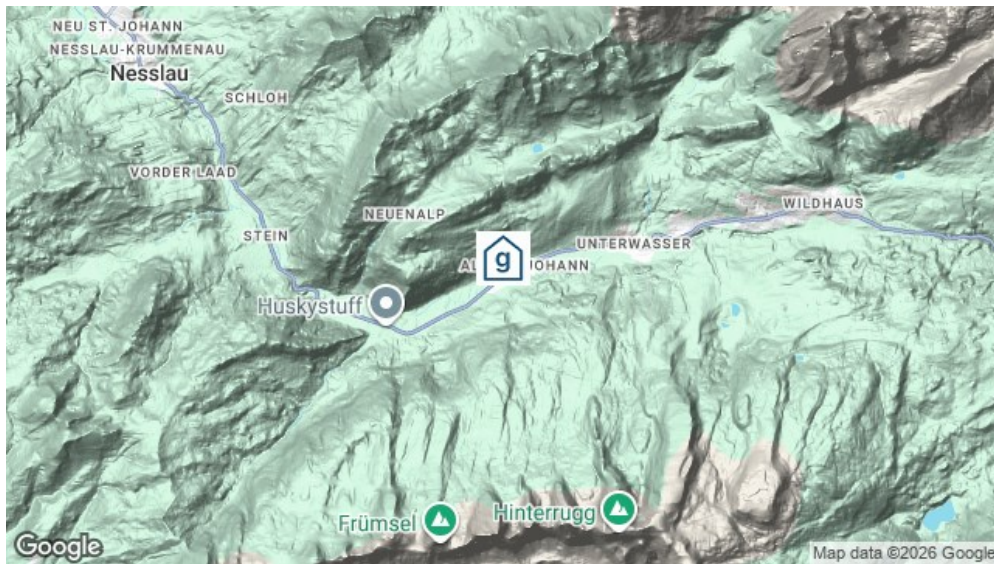 NEU ST. JOHANN
NESSLAU-KRUMMENAU
Nesslau
SCHLOH
VORDER LAAD
NEUENALP
WILDHAUS
STEIN
UNTERWASSER
g
AL
JOHANN
Huskystuff
Frümsel
Hinterrugg
Google
Map data ©2026 Google